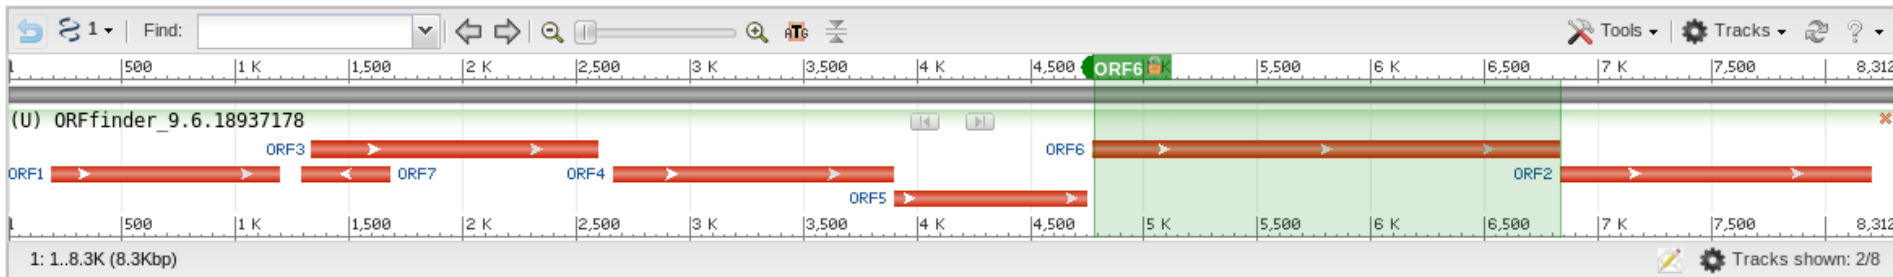 1 Find: ATG Tools Tracks ?
1 500 1 K 1,500 2 K 2,500 3 K 3,500 4 K 4,500 ORF6 K 5,500 6 K 6,500 7 K 7,500 8,312
(U) ORFfinder_9.6.18937178
ORF3 ORF6
ORF1 ORF7 ORF4 ORF2
ORF5
1 500 1 K 1,500 2 K 2,500 3 K 3,500 4 K 4,500 5 K 5,500 6 K 6,500 7 K 7,500 8,312
1: 1..8.3K (8.3Kbp) Tracks shown: 2/8